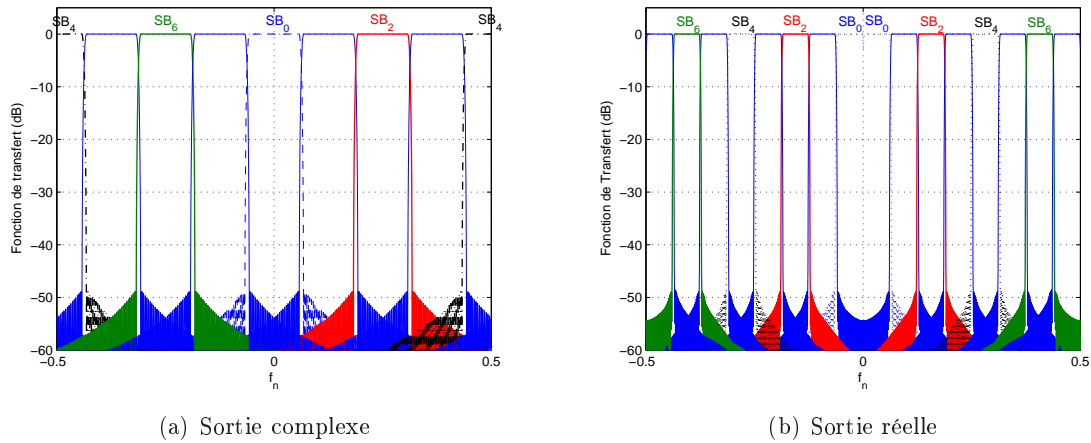 SB4 SB6 SB0 SB2 SB4
0
−10
−20
−30
−40
−50
−60
Fonction de transfert (dB)
−0.5 0 0.5
fn
(a) Sortie complexe
SB6 SB4 SB2 SB0 SB0 SB2 SB4 SB6
0
−10
−20
−30
−40
−50
−60
Fonction de Transfert (dB)
−0.5 0 0.5
fn
(b) Sortie réelle